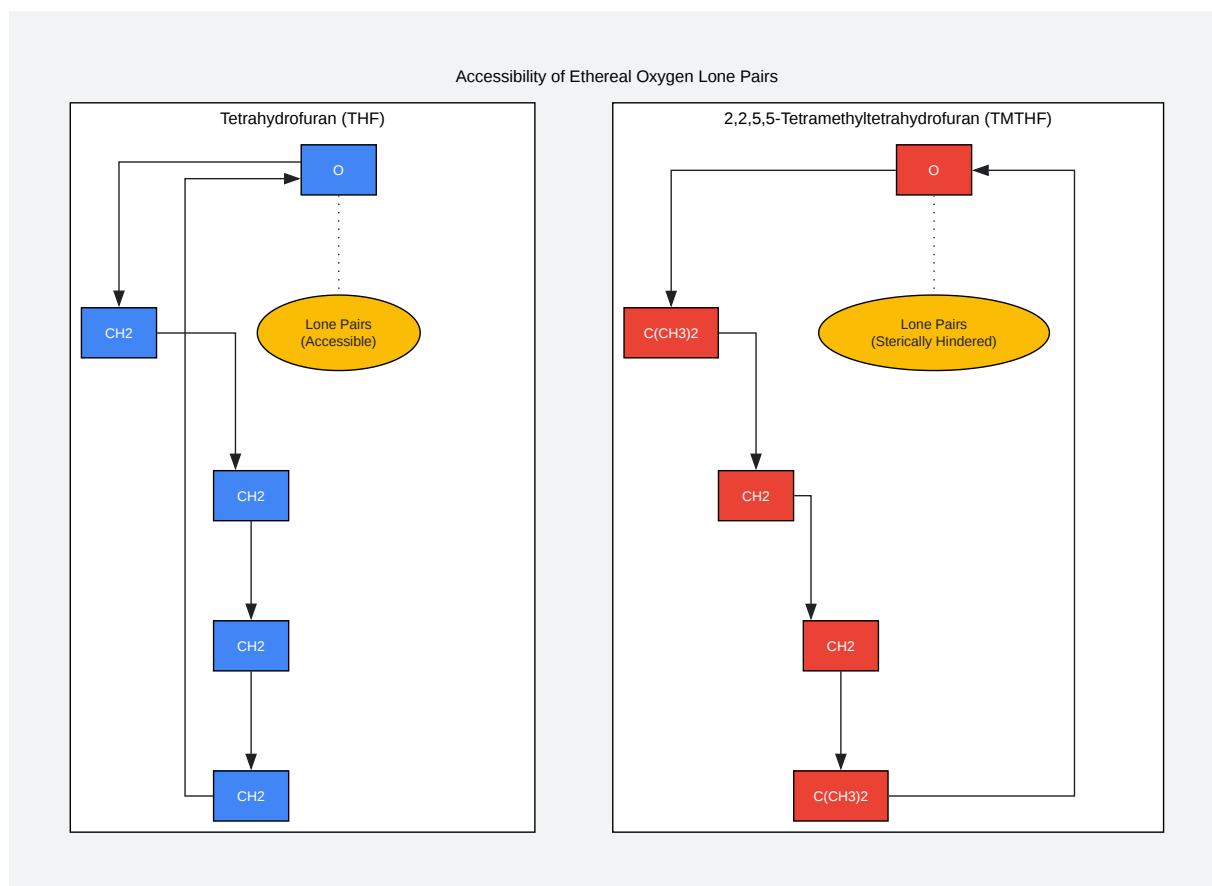 Accessibility of Ethereal Oxygen Lone Pairs
Tetrahydrofuran (THF)
O
CH2
Lone Pairs
(Accessible)
CH2
CH2
CH2
2,2,5,5-Tetramethyltetrahydrofuran (TMTHF)
O
C(CH3)2
Lone Pairs
(Sterically Hindered)
CH2
CH2
C(CH3)2